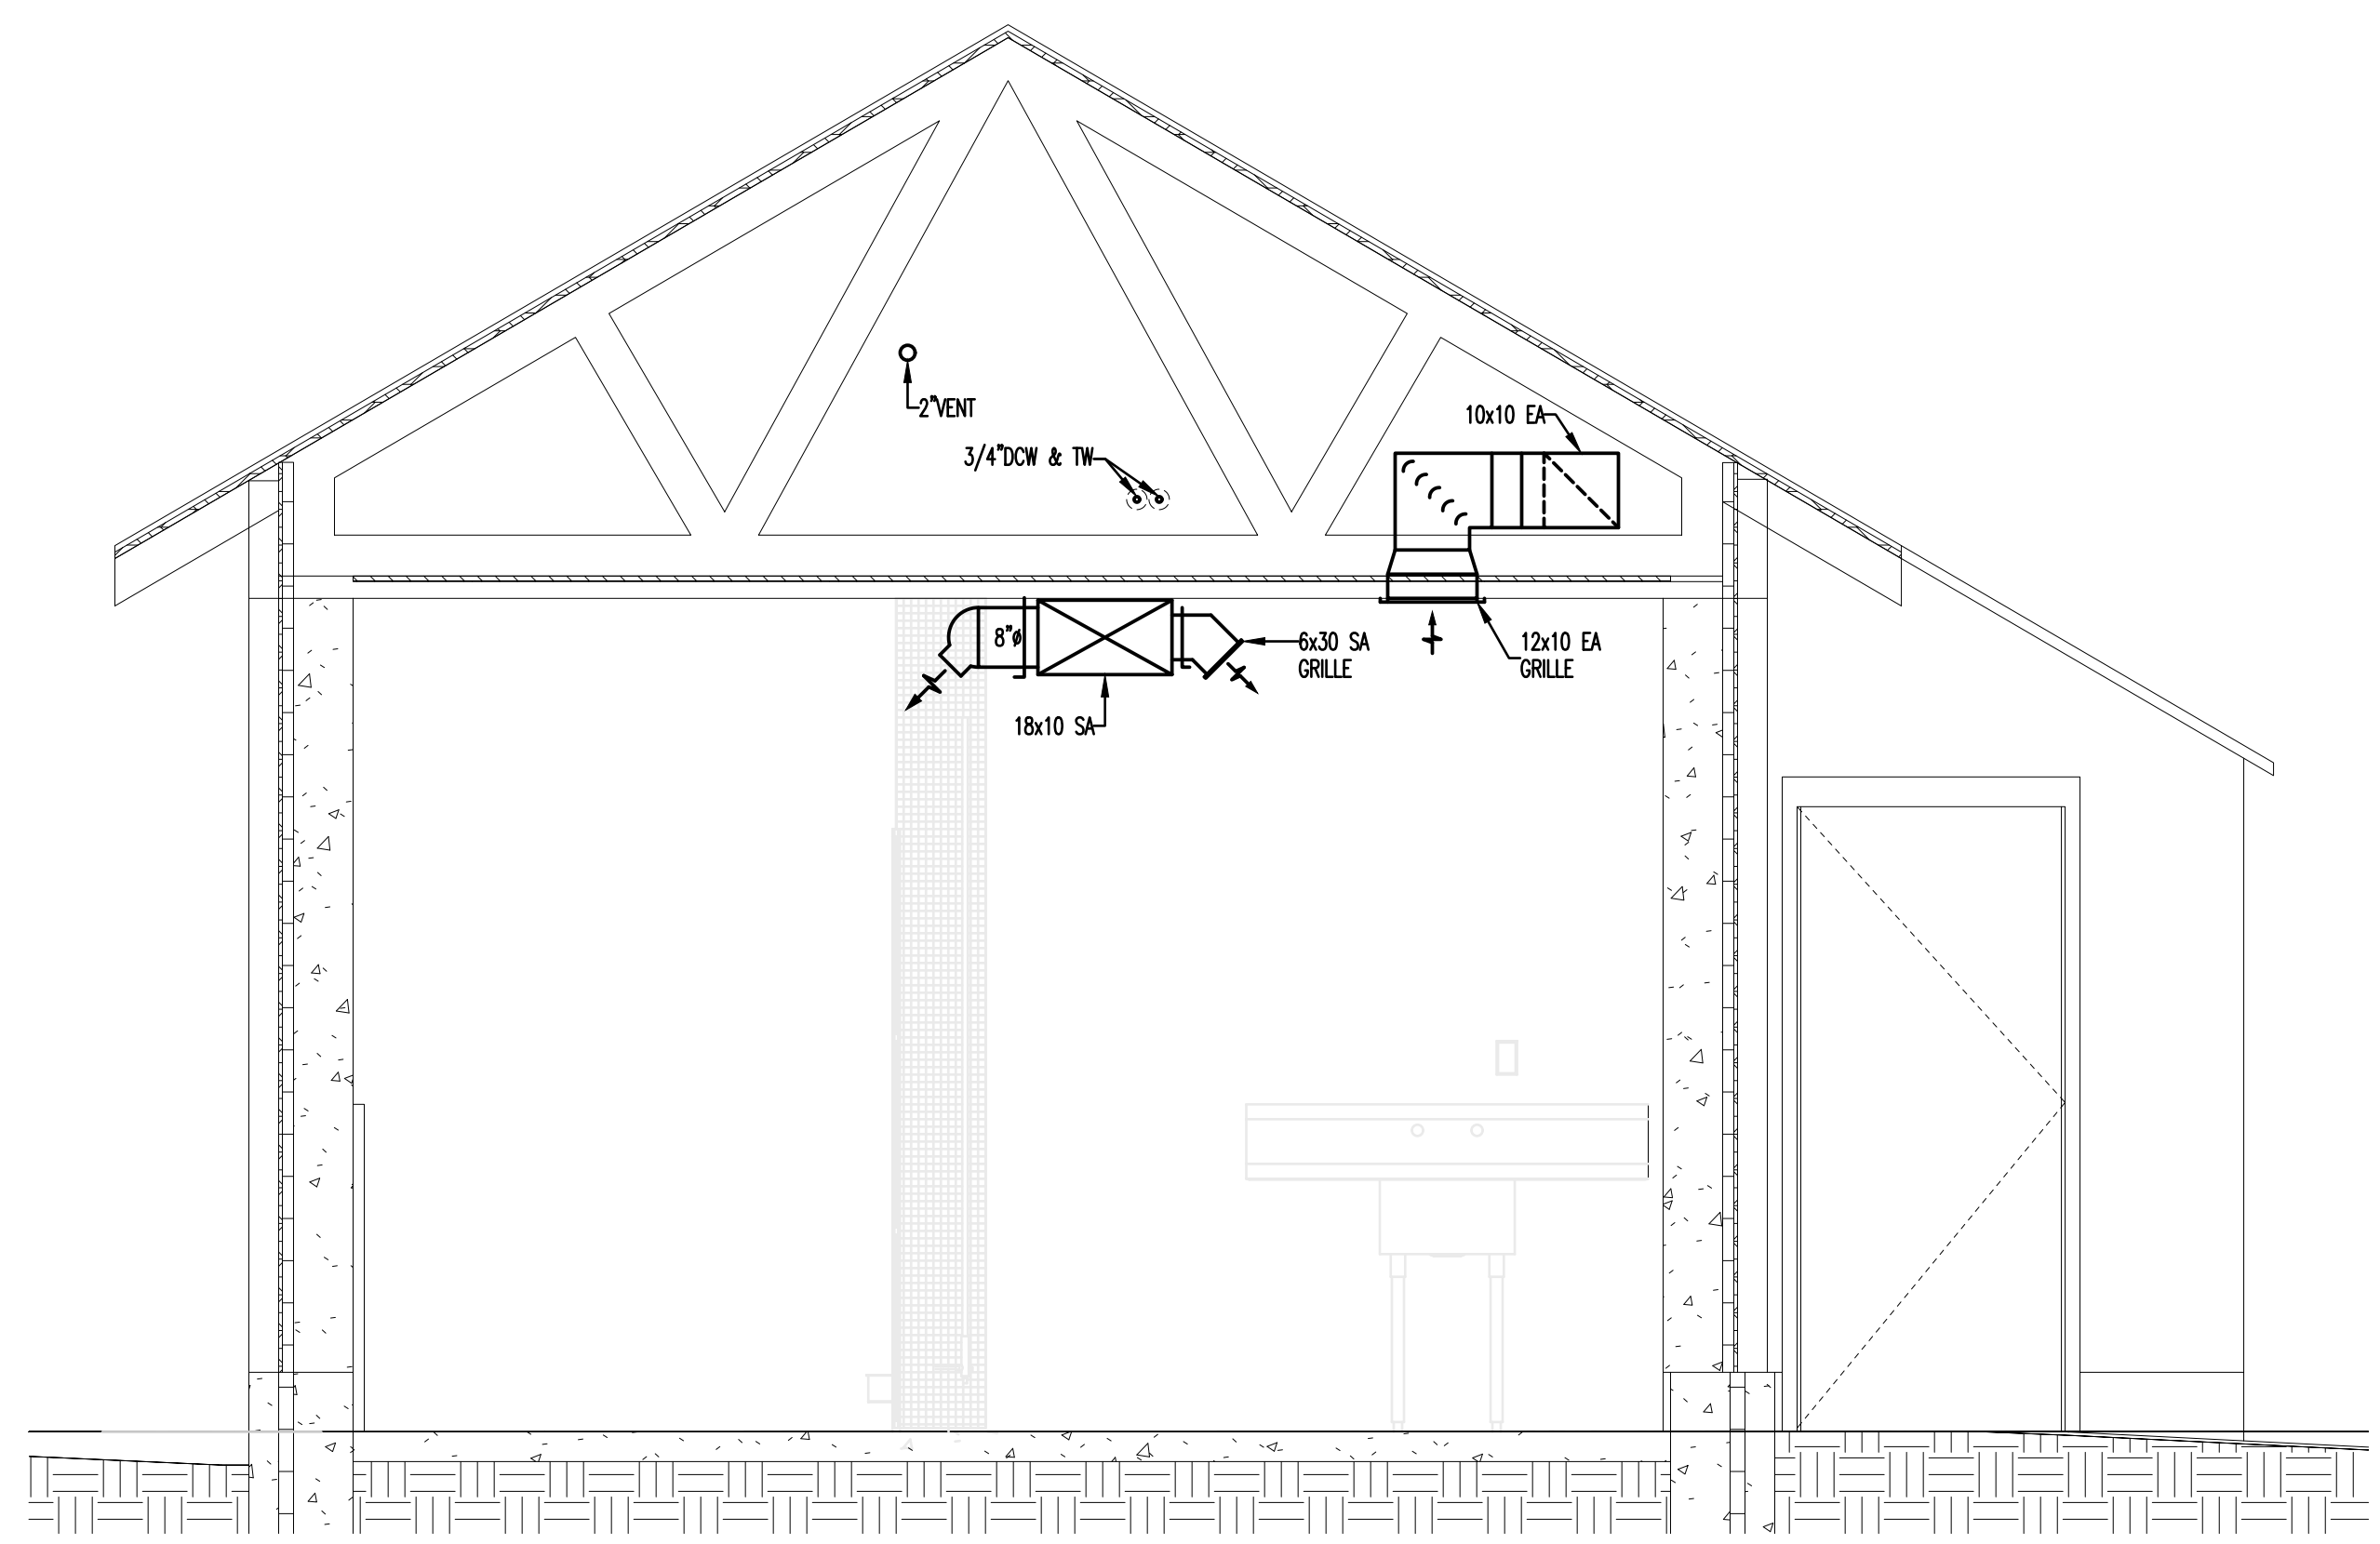 2"VENT
10x10 EA
3/4"DCW & TW
8"ø
6x30 SA
GRILLE
12x10 EA
GRILLE
18x10 SA